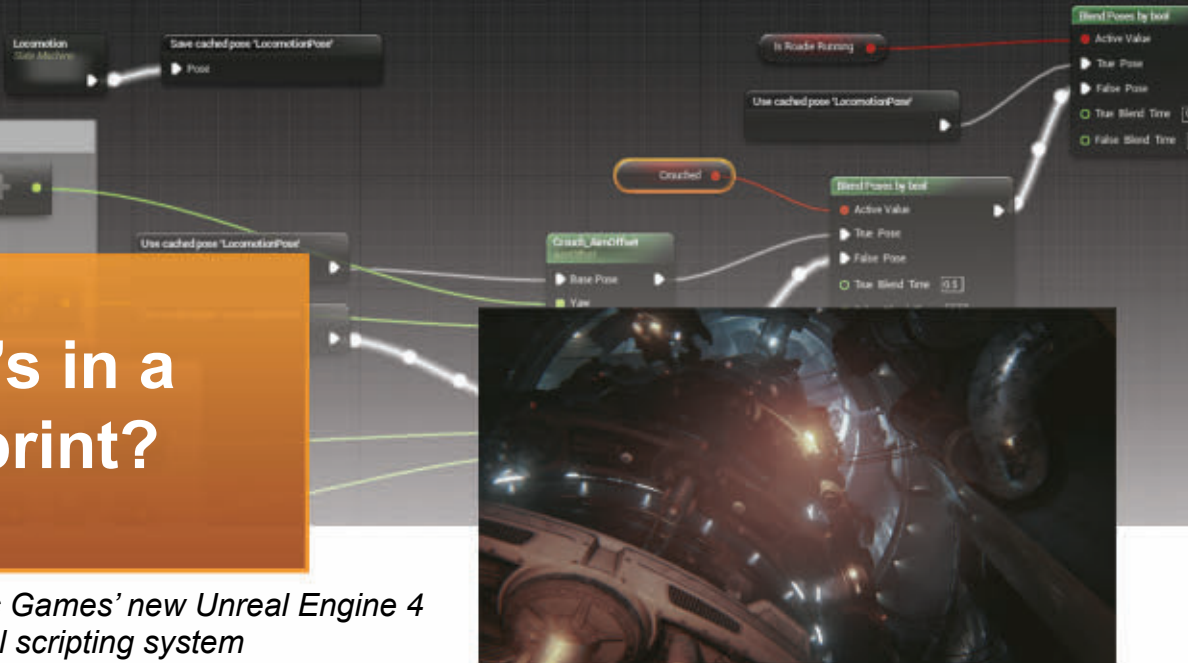 Locomotion
State Machine
Save cached pose 'LocomotionPose'
Pose
Is Roadie Running
Blend Poses by bool
Active Value
True Pose
False Pose
True Blend Time
False Blend Time
Use cached pose 'LocomotionPose'
Crouched
Blend Poses by bool
Active Value
True Pose
False Pose
True Blend Time 0.5
Use cached pose 'LocomotionPose'
Crouch_AimOffset
Base Pose
Yaw
's in a
print?
Games' new Unreal Engine 4
l scripting system